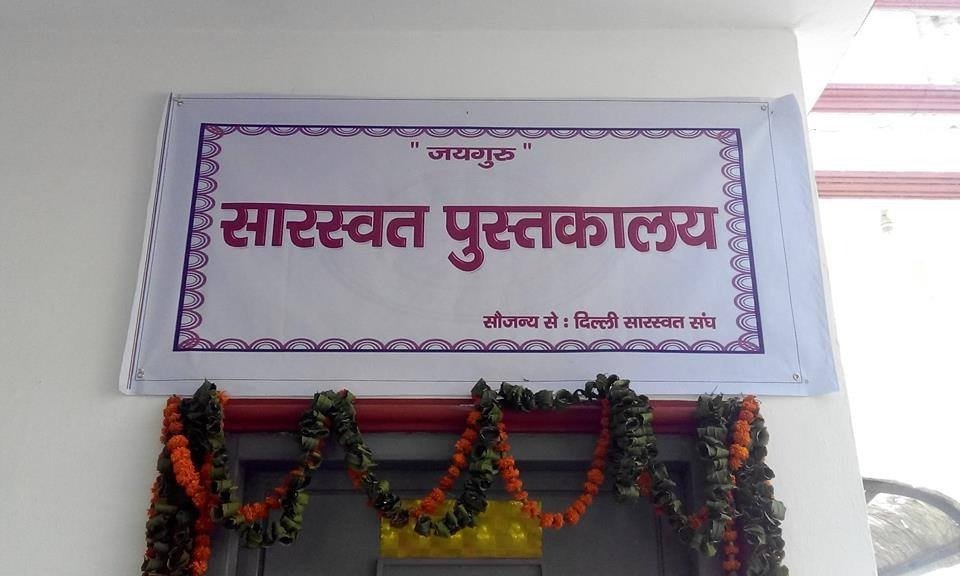 " जयगुरु "
सारस्वत पुस्तकालय
सौजन्य से : दिल्ली सारस्वत संघ